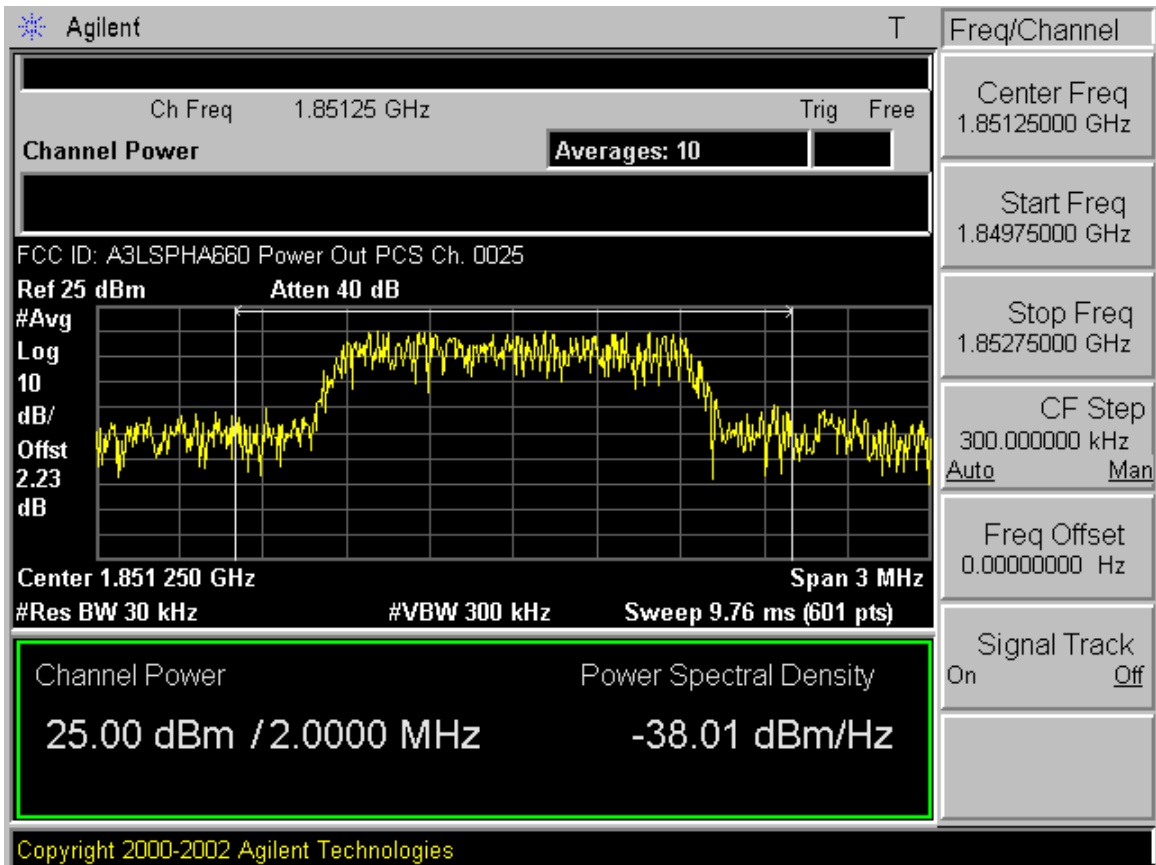 Agilent T
Freq/Channel
Ch Freq 1.85125 GHz Trig Free
Channel Power Averages: 10
FCC ID: A3LSPHA660 Power Out PCS Ch. 0025
Ref 25 dBm Atten 40 dB
#Avg
Log
10
dB/
Offst
2.23
dB
Center 1.851 250 GHz Span 3 MHz
#Res BW 30 kHz #VBW 300 kHz Sweep 9.76 ms (601 pts)
Channel Power Power Spectral Density
25.00 dBm / 2.0000 MHz -38.01 dBm/Hz
Center Freq
1.85125000 GHz
Start Freq
1.84975000 GHz
Stop Freq
1.85275000 GHz
CF Step
300.000000 kHz
Auto Man
Freq Offset
0.00000000 Hz
Signal Track
On Off
Copyright 2000-2002 Agilent Technologies